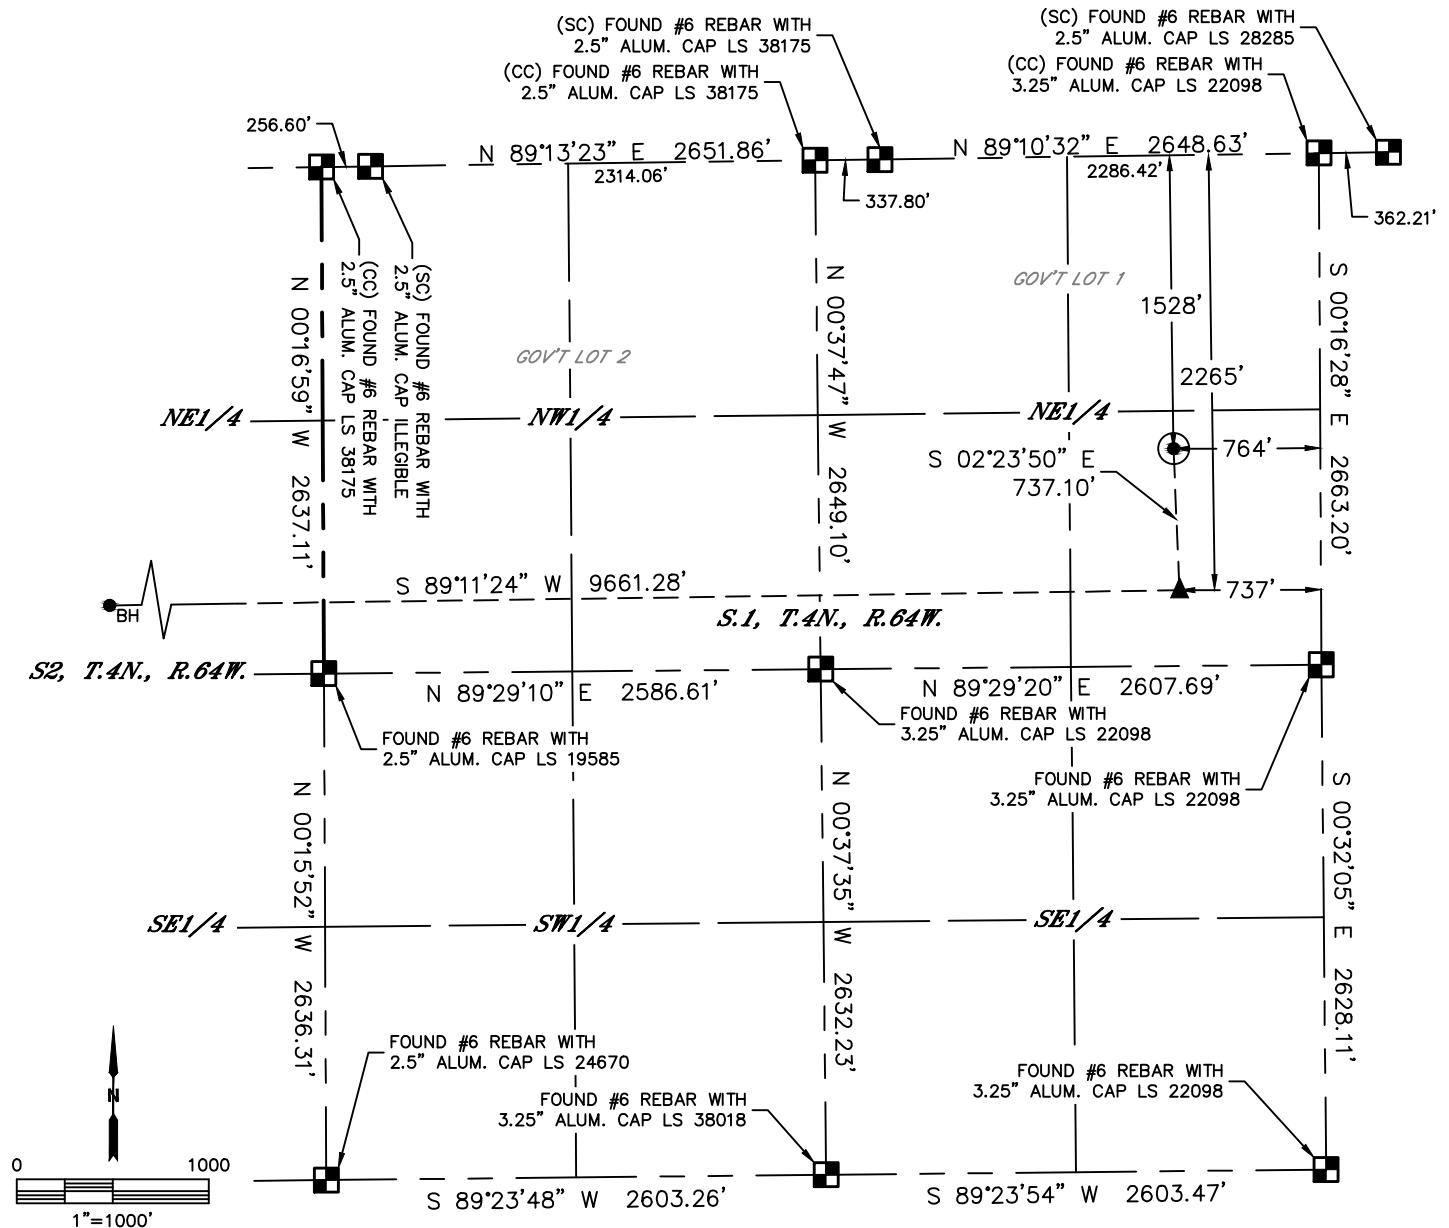 (SC) FOUND #6 REBAR WITH
2.5" ALUM. CAP LS 38175
(CC) FOUND #6 REBAR WITH
2.5" ALUM. CAP LS 38175
(SC) FOUND #6 REBAR WITH
2.5" ALUM. CAP LS 28285
(CC) FOUND #6 REBAR WITH
3.25" ALUM. CAP LS 22098
256.60'
N 89°13'23" E 2651.86'
2314.06'
337.80'
N 89°10'32" E 2648.63'
2286.42'
362.21'
N 00°16'59" W 2637.11'
(CC) FOUND #6 REBAR WITH
2.5" ALUM. CAP LS 38175
(SC) FOUND #6 REBAR WITH
2.5" ALUM. CAP ILLEGIBLE
GOV'T LOT 2
N 00°37'47" W 2649.10'
GOV'T LOT 1
1528'
2265'
S 00°16'28" E 2663.20'
NE1/4
NW1/4
NE1/4
764'
S 02°23'50" E
737.10'
S 89°11'24" W 9661.28'
BH
737'
S.1, T.4N., R.64W.
S2, T.4N., R.64W.
N 89°29'10" E 2586.61'
N 89°29'20" E 2607.69'
FOUND #6 REBAR WITH
2.5" ALUM. CAP LS 19585
FOUND #6 REBAR WITH
3.25" ALUM. CAP LS 22098
FOUND #6 REBAR WITH
3.25" ALUM. CAP LS 22098
N 00°15'52" W 2636.31'
N 00°37'35" W 2632.23'
S 00°32'05" E 2628.11'
SE1/4
SW1/4
SE1/4
FOUND #6 REBAR WITH
2.5" ALUM. CAP LS 24670
FOUND #6 REBAR WITH
3.25" ALUM. CAP LS 38018
FOUND #6 REBAR WITH
3.25" ALUM. CAP LS 22098
N
0 1000
1"=1000'
S 89°23'48" W 2603.26'
S 89°23'54" W 2603.47'